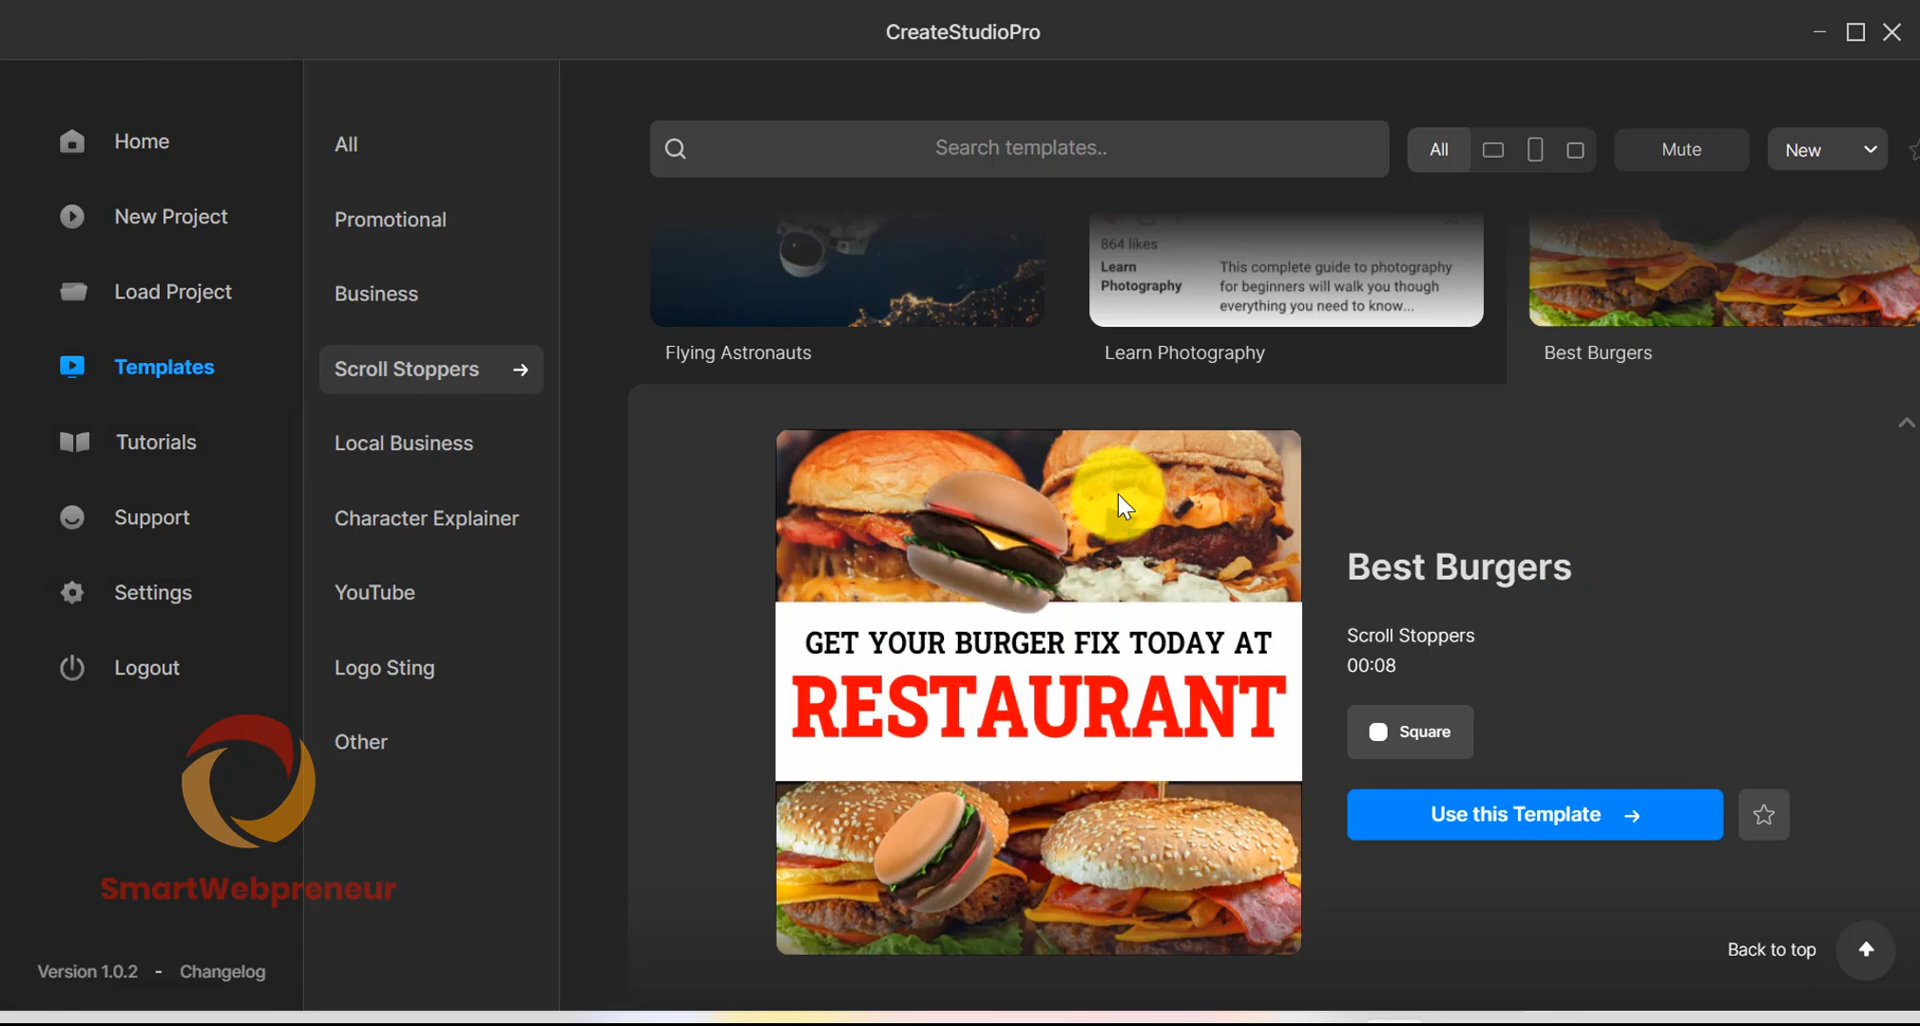 CreateStudioPro
Home
New Project
Load Project
Templates
Tutorials
Support
Settings
Logout
SmartWebpreneur
Version 1.0.2 - Changelog
All
Promotional
Business
Scroll Stoppers →
Local Business
Character Explainer
YouTube
Logo Sting
Other
Search templates..
All
Mute
New
864 likes
Learn Photography
This complete guide to photography
for beginners will walk you though
everything you need to know...
Flying Astronauts
Learn Photography
Best Burgers
GET YOUR BURGER FIX TODAY AT
RESTAURANT
Best Burgers
Scroll Stoppers
00:08
Square
Use this Template →
Back to top